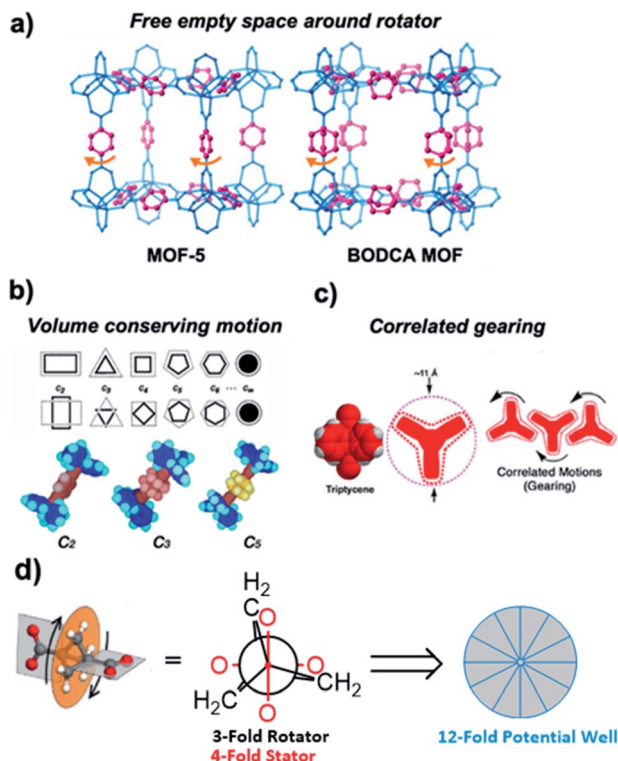 a)
Free empty space around rotator
MOF-5
BODCA MOF
b)
Volume conserving motion
c2
c3
c4
c5
c6
...
c∞
C2
C3
C5
c)
Correlated gearing
~11 Å
Triptycene
Correlated Motions
(Gearing)
d)
=
H2
C
O
O
O
H2C
CH2
O
3-Fold Rotator
4-Fold Stator
12-Fold Potential Well